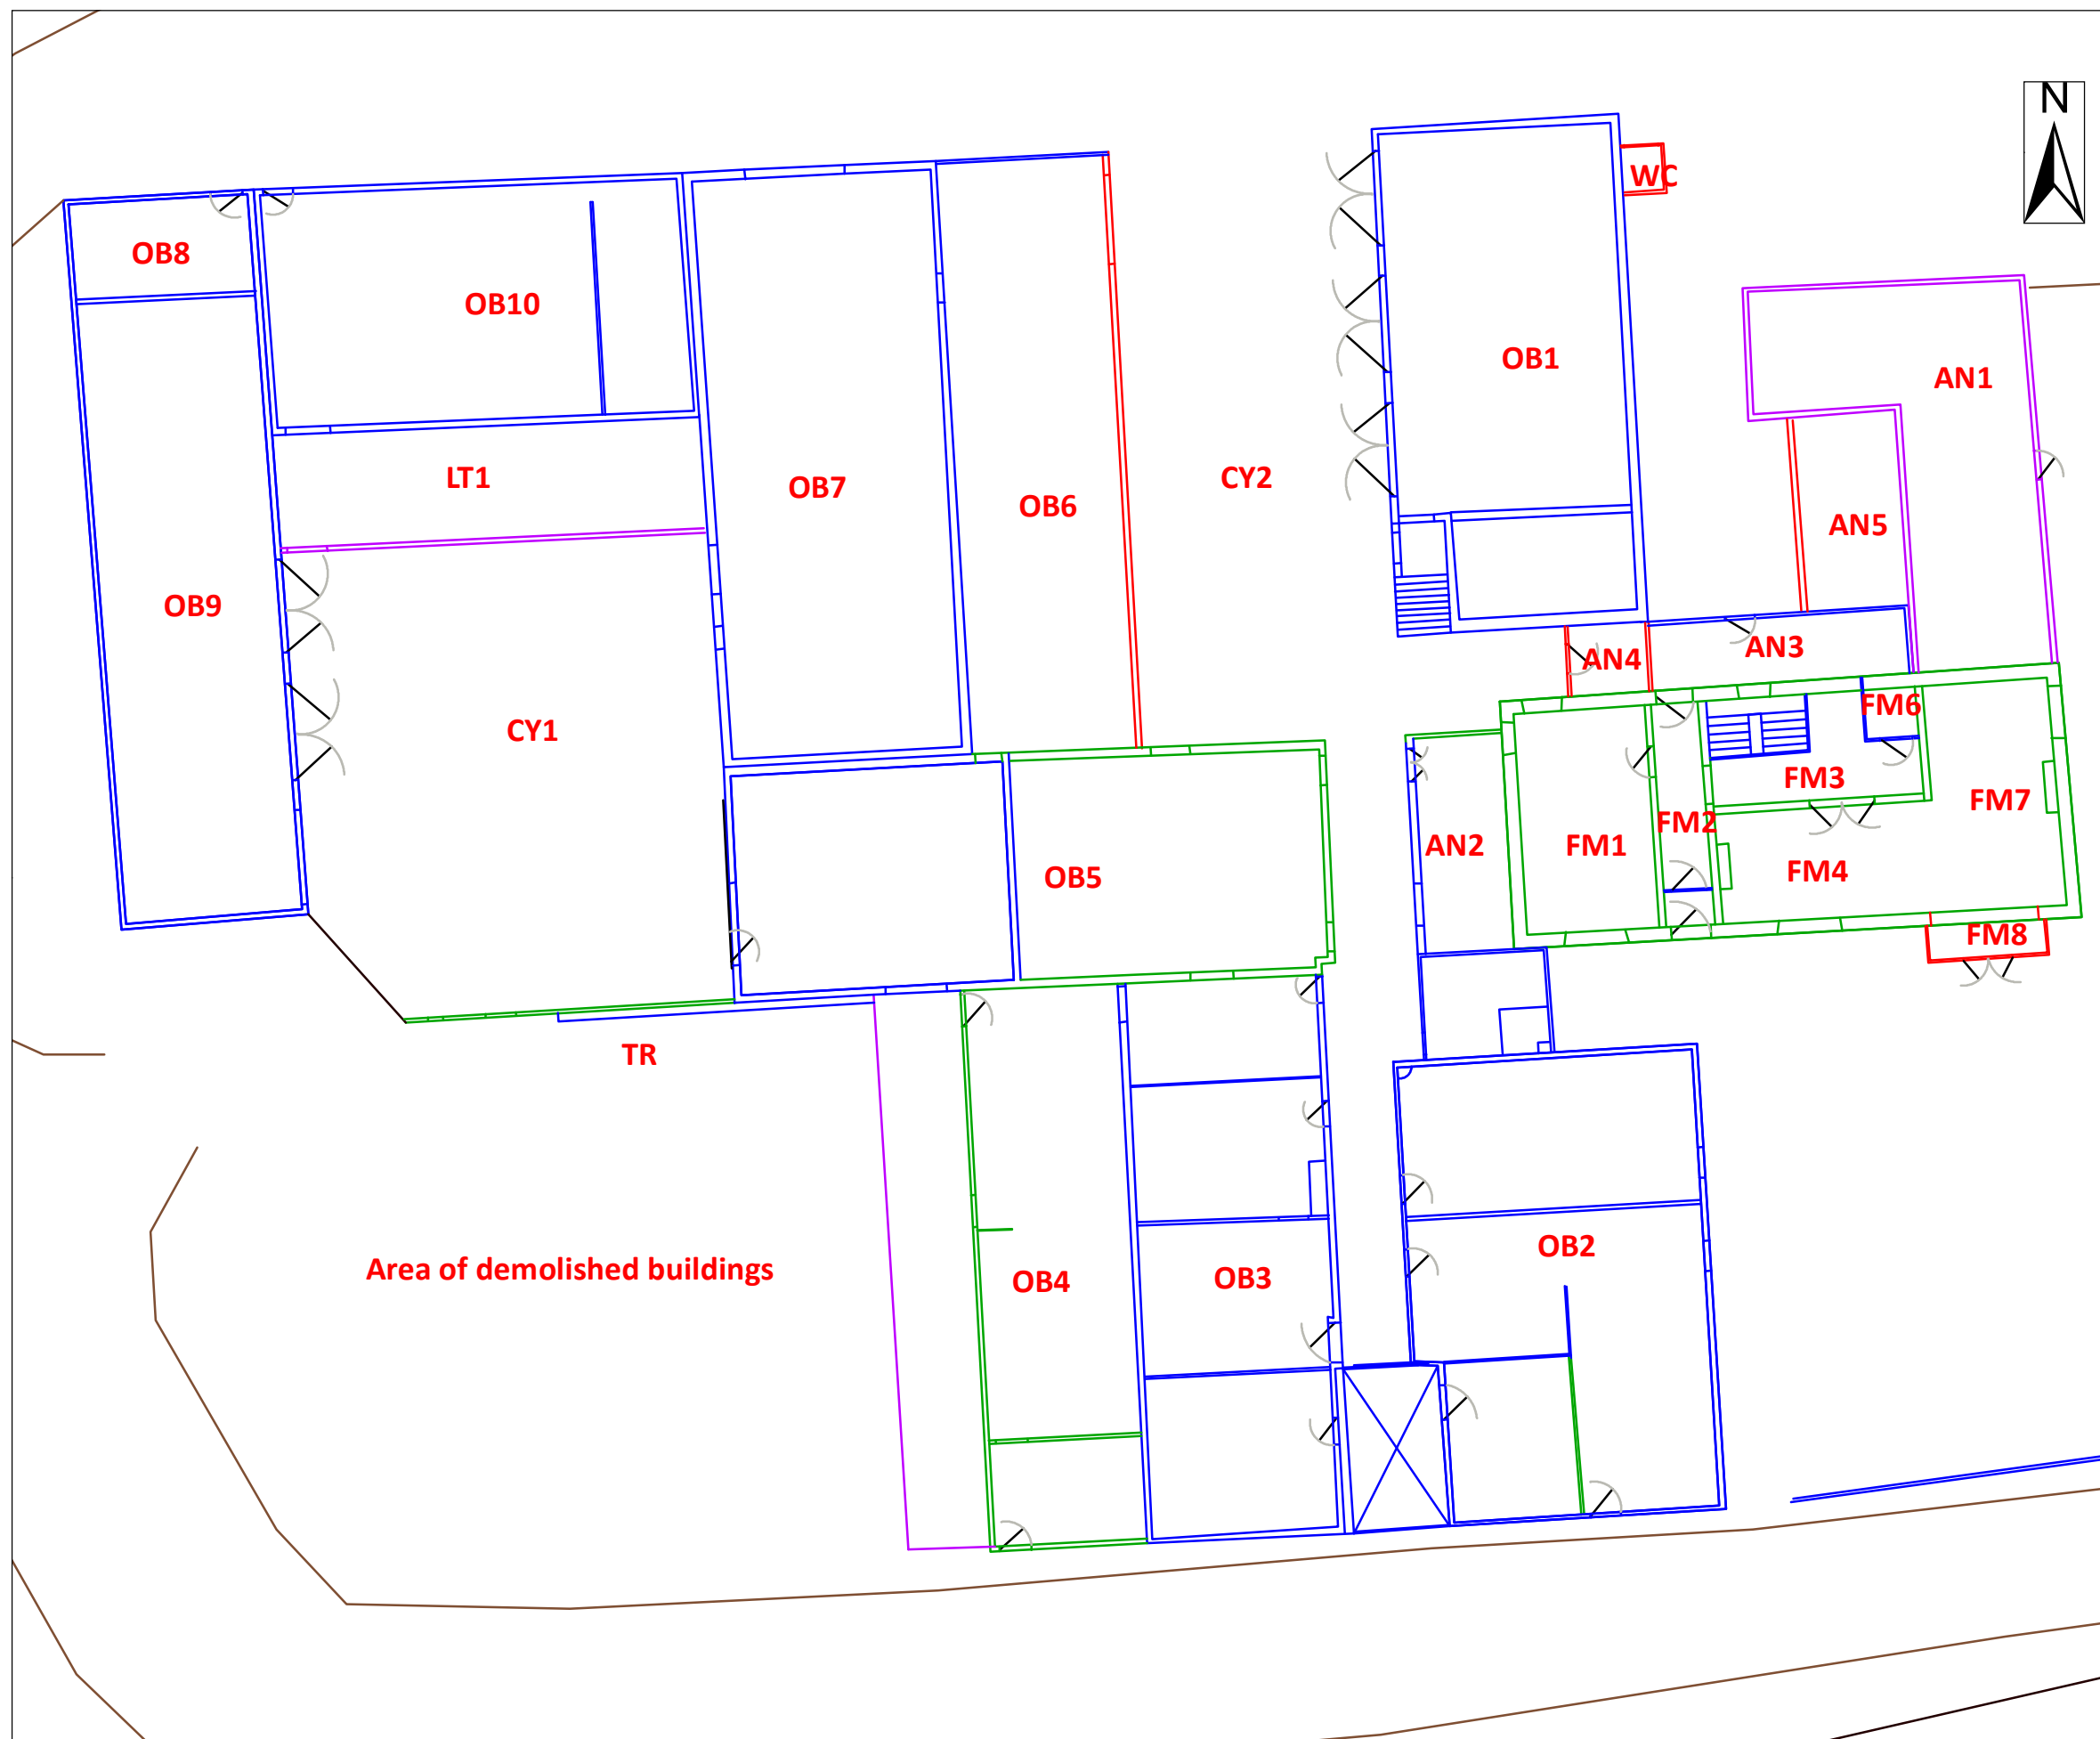 N
WC
OB8
OB10
OB1
AN1
LT1
OB7
CY2
OB6
AN5
OB9
AN3
AN4
FM6
CY1
FM3
FM7
FM2
AN2
FM1
FM4
OB5
FM8
TR
OB2
Area of demolished buildings
OB3
OB4